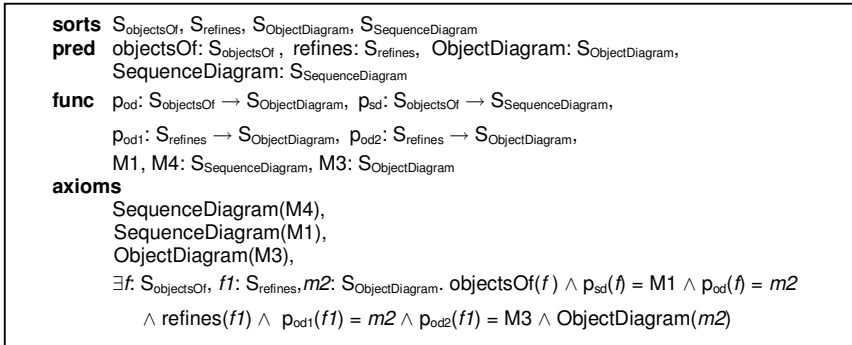 sorts S_objectsOf, S_refines, S_ObjectDiagram, S_SequenceDiagram
pred objectsOf: S_objectsOf , refines: S_refines, ObjectDiagram: S_ObjectDiagram,
SequenceDiagram: S_SequenceDiagram
func p_od: S_objectsOf → S_ObjectDiagram, p_sd: S_objectsOf → S_SequenceDiagram,
p_od1: S_refines → S_ObjectDiagram, p_od2: S_refines → S_ObjectDiagram,
M1, M4: S_SequenceDiagram, M3: S_ObjectDiagram
axioms
SequenceDiagram(M4),
SequenceDiagram(M1),
ObjectDiagram(M3),
∃f: S_objectsOf, f1: S_refines,m2: S_ObjectDiagram. objectsOf(f ) ∧ p_sd(f) = M1 ∧ p_od(f) = m2
∧ refines(f1) ∧ p_od1(f1) = m2 ∧ p_od2(f1) = M3 ∧ ObjectDiagram(m2)